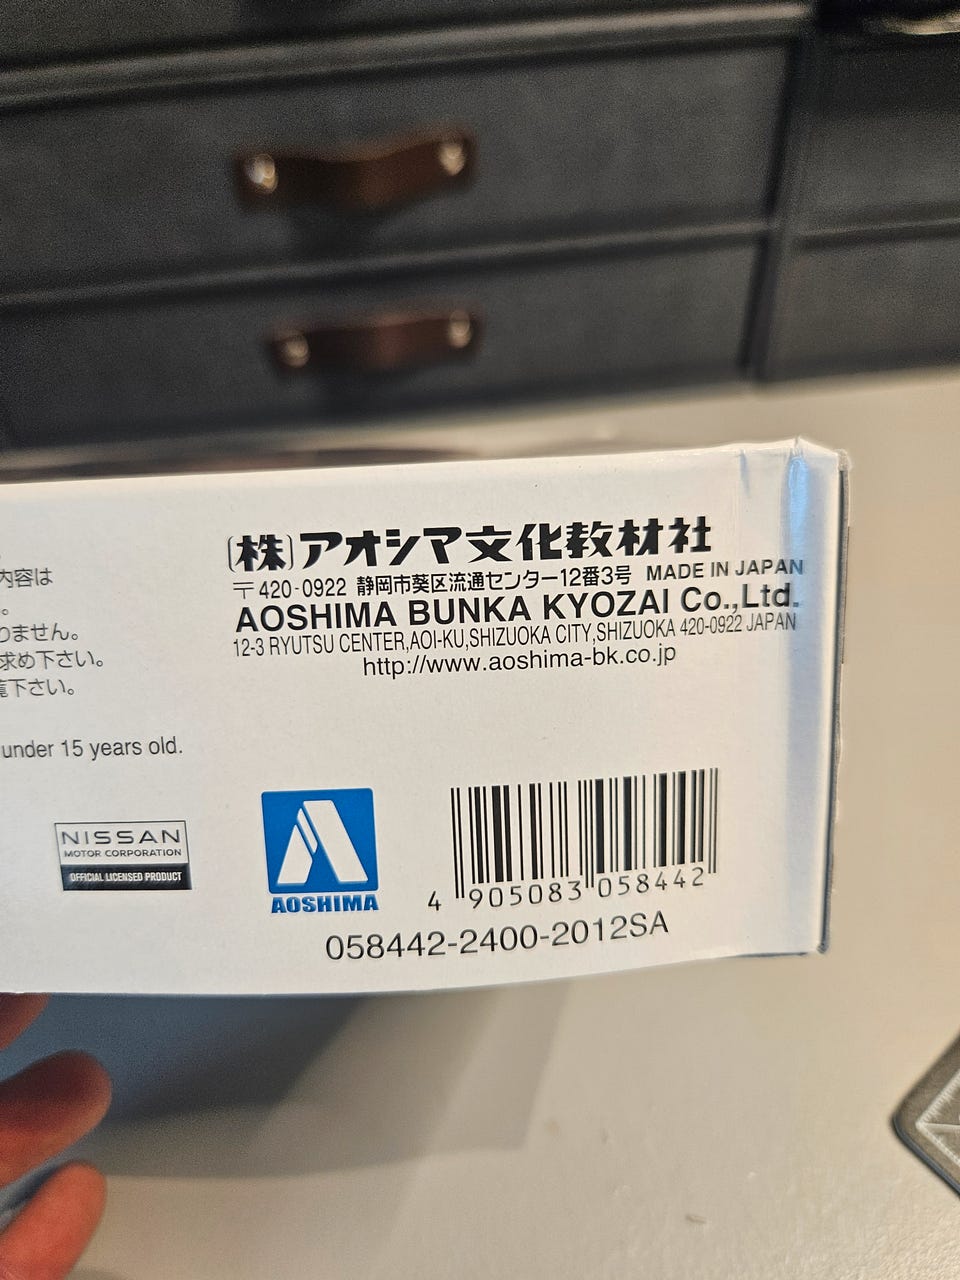 内容は
。
りません。
求め下さい。
覧下さい。
under 15 years old.
(株)アオシマ文化教材社
〒420-0922 静岡市葵区流通センター12番3号 MADE IN JAPAN
AOSHIMA BUNKA KYOZAI Co.,Ltd.
12-3 RYUTSU CENTER,AOI-KU,SHIZUOKA CITY,SHIZUOKA 420-0922 JAPAN
http://www.aoshima-bk.co.jp
NISSAN
MOTOR CORPORATION
OFFICIAL LICENSED PRODUCT
AOSHIMA
4 905083 058442
058442-2400-2012SA